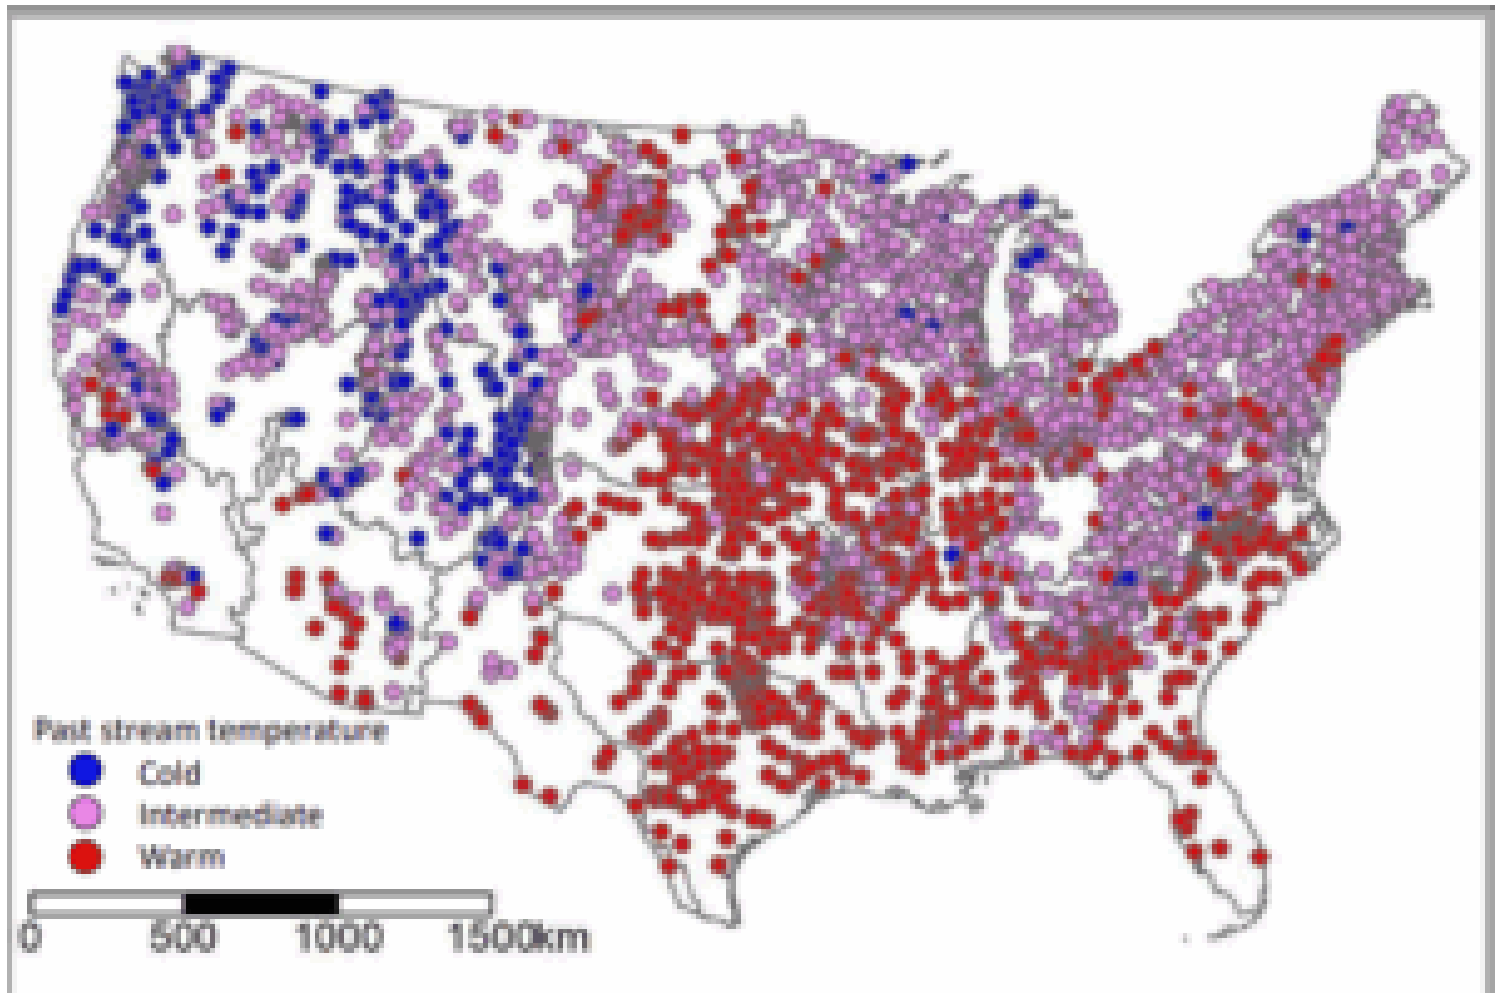 Past stream temperature
Cold
Intermediate
Warm
0 500 1000 1500km